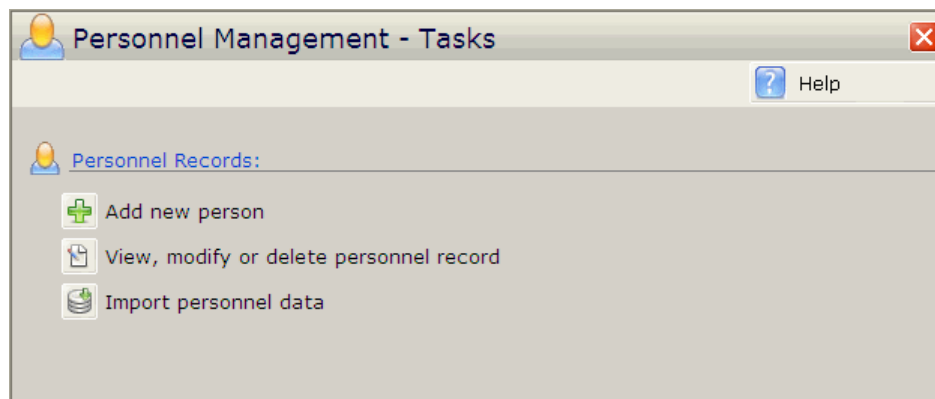 Personnel Management - Tasks
Help
Personnel Records:
Add new person
View, modify or delete personnel record
Import personnel data